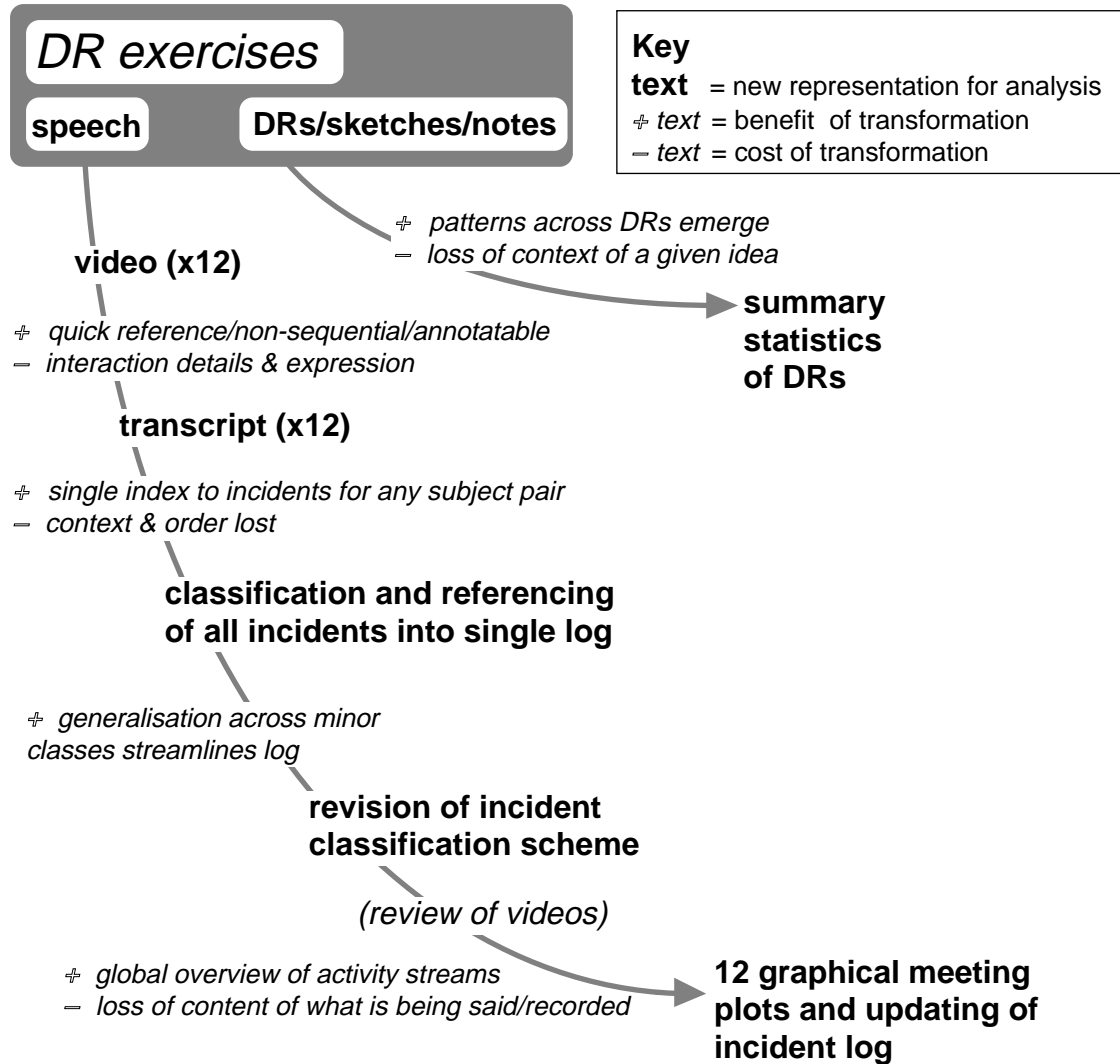 DR exercises
speech
DRs/sketches/notes
Key
text = new representation for analysis
+ text = benefit of transformation
– text = cost of transformation
+ patterns across DRs emerge
– loss of context of a given idea
video (x12)
summary
statistics
of DRs
+ quick reference/non-sequential/annotatable
– interaction details & expression
transcript (x12)
+ single index to incidents for any subject pair
– context & order lost
classification and referencing
of all incidents into single log
+ generalisation across minor
classes streamlines log
revision of incident
classification scheme
(review of videos)
+ global overview of activity streams
– loss of content of what is being said/recorded
12 graphical meeting
plots and updating of
incident log